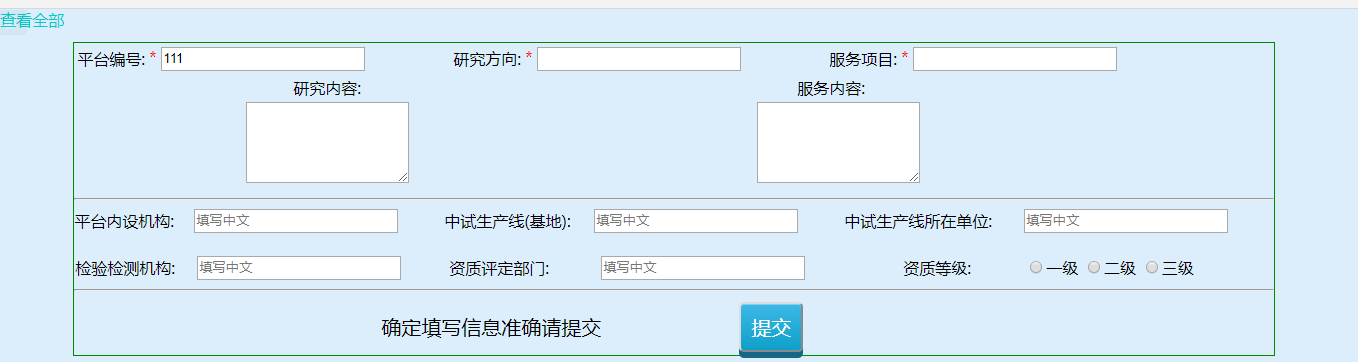 查看全部
平台编号: * 111 研究方向: * 服务项目: *
研究内容: 服务内容:
平台内设机构: 填写中文 中试生产线(基地): 填写中文 中试生产线所在单位: 填写中文
检验检测机构: 填写中文 资质评定部门: 填写中文 资质等级: 一级 二级 三级
确定填写信息准确请提交 提交